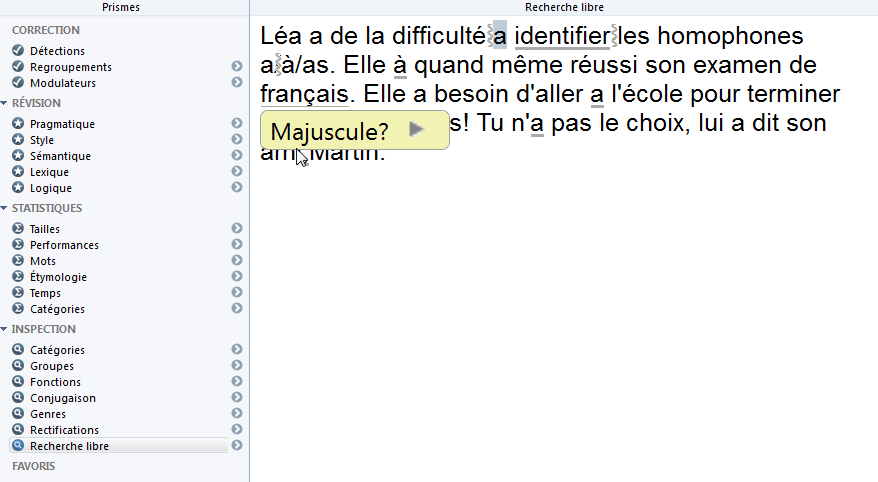 Prismes
CORRECTION
Détections
Regroupements
Modulateurs
RÉVISION
Pragmatique
Style
Sémantique
Lexique
Logique
STATISTIQUES
Tailles
Performances
Mots
Étymologie
Temps
Catégories
INSPECTION
Catégories
Groupes
Fonctions
Conjugaison
Genres
Rectifications
Recherche libre
FAVORIS
Recherche libre
Léa a de la difficulté a identifier les homophones
a/à/as. Elle à quand même réussi son examen de
français. Elle a besoin d'aller a l'école pour terminer
Majuscule?
s! Tu n'a pas le choix, lui a dit son
Martin.